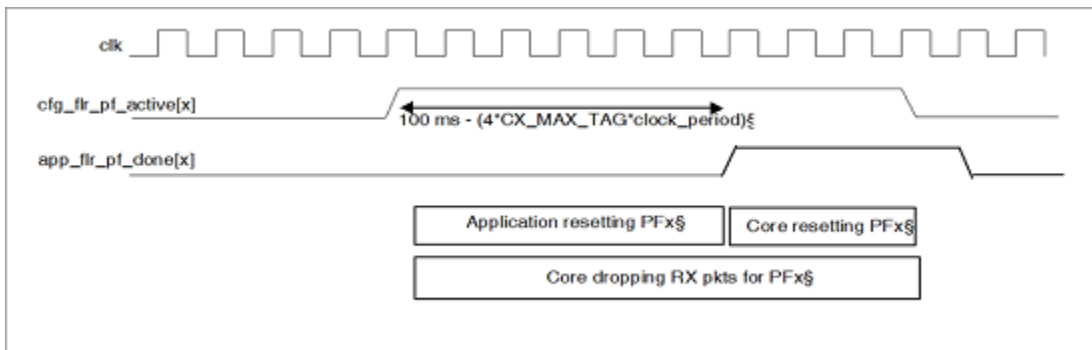 clk
cfg_flr_pf_active[x]
100 ms - (4*CX_MAX_TAG*clock_period)§
app_flr_pf_done[x]
Application resetting PFx§
Core resetting PFx§
Core dropping RX pkts for PFx§